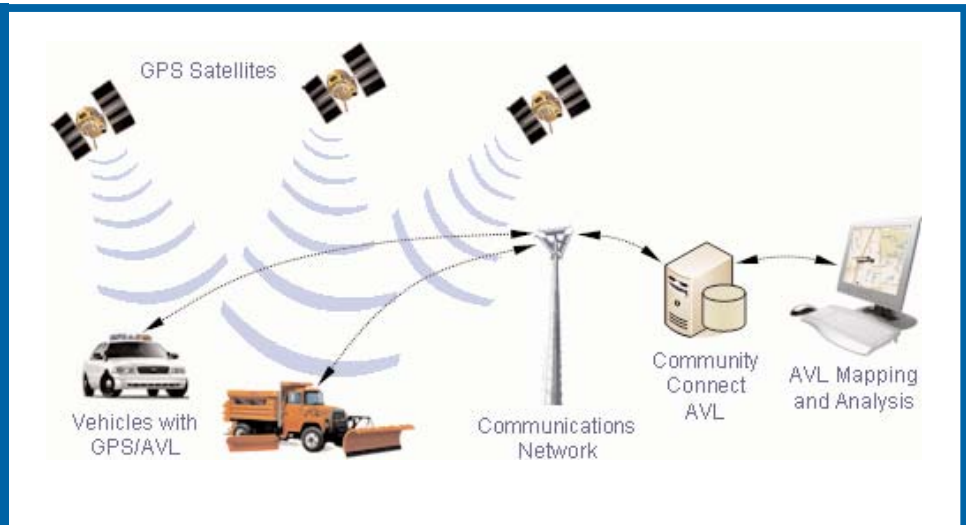 GPS Satellites
Vehicles with
GPS/AVL
Communications
Network
Community
Connect
AVL
AVL Mapping
and Analysis